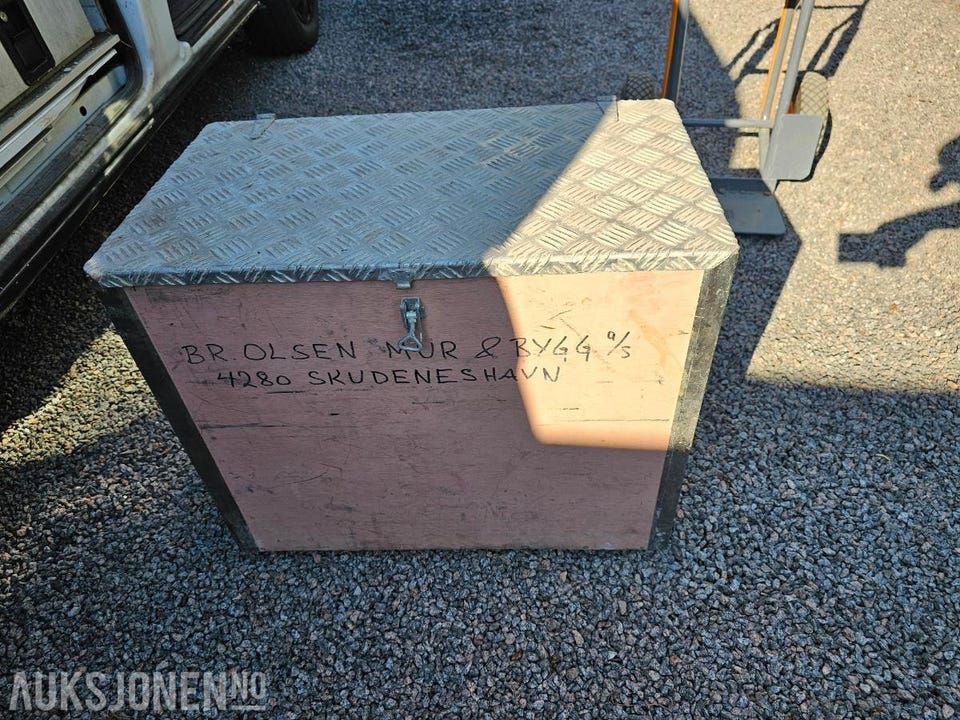 BR. OLSEN MUR & BYGG A/S
4280 SKUDENESHAVN
AUKSJONEN.NO